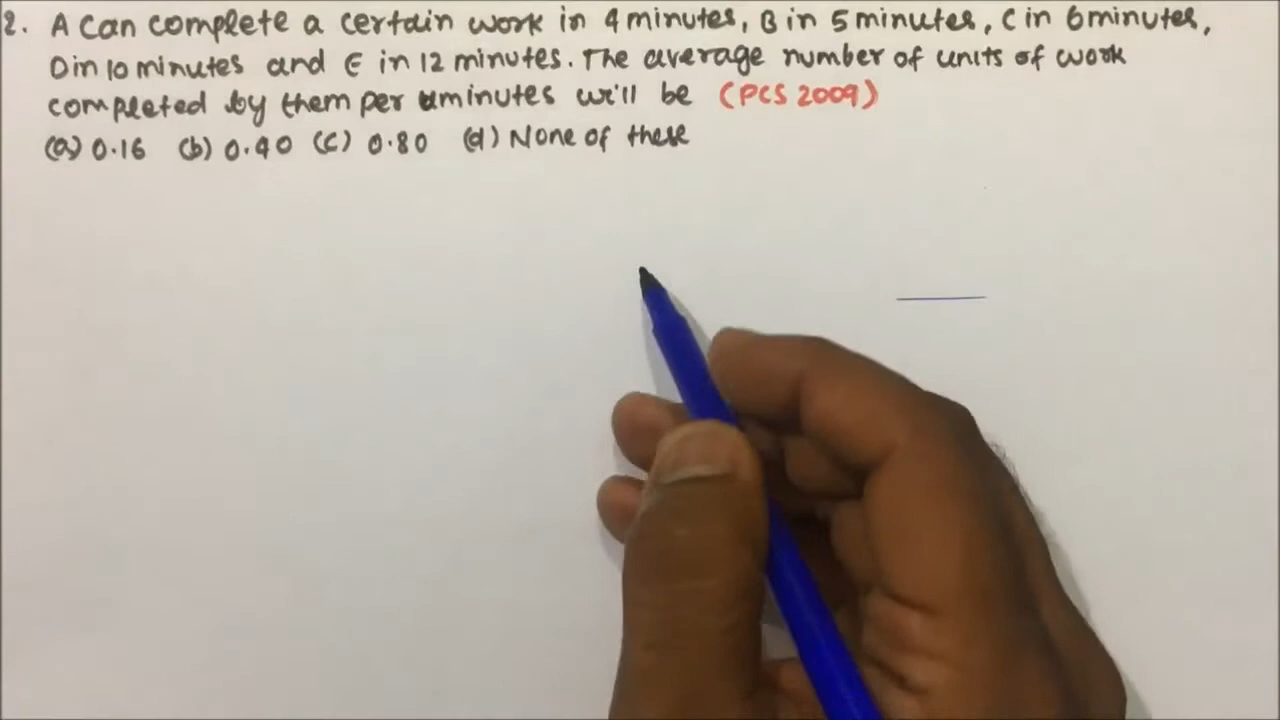 2. A can complete a certain work in 4 minutes, B in 5 minutes, C in 6 minutes,
D in 10 minutes and E in 12 minutes. The average number of units of work
completed by them per minutes will be (PCS 2009)
(a) 0.16 (b) 0.40 (c) 0.80 (d) None of these